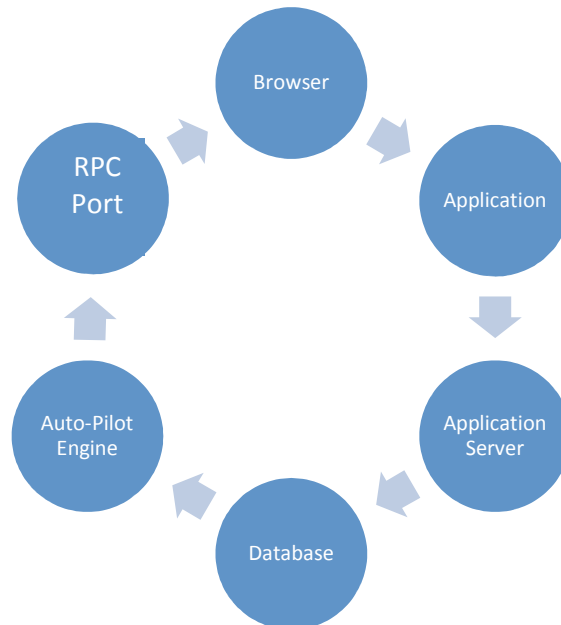 Browser
Application
Application
Server
Database
Auto-Pilot
Engine
RPC
Port